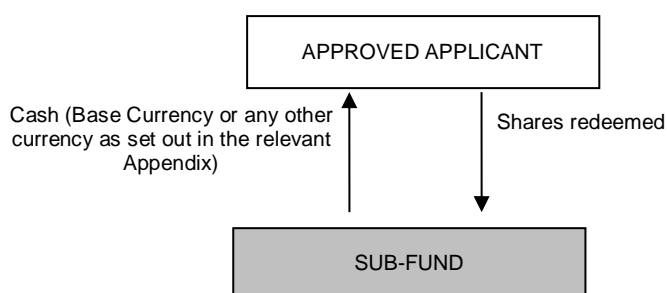 APPROVED APPLICANT
Cash (Base Currency or any other
currency as set out in the relevant
Appendix)
Shares redeemed
SUB-FUND